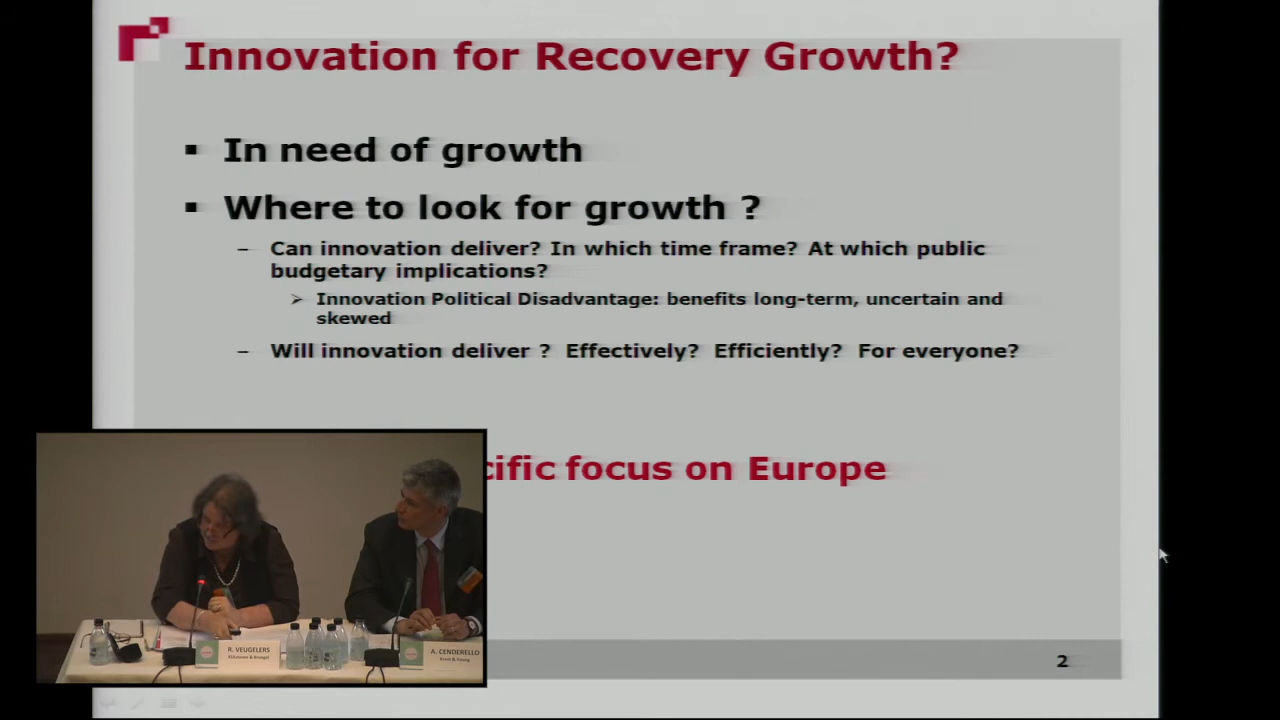 Innovation for Recovery Growth?
▪ In need of growth
▪ Where to look for growth ?
– Can innovation deliver? In which time frame? At which public
budgetary implications?
➢ Innovation Political Disadvantage: benefits long-term, uncertain and
skewed
– Will innovation deliver ? Effectively? Efficiently? For everyone?
cific focus on Europe
R. VEUGELERS
A. CENDERELLO
Ernst & Young
2